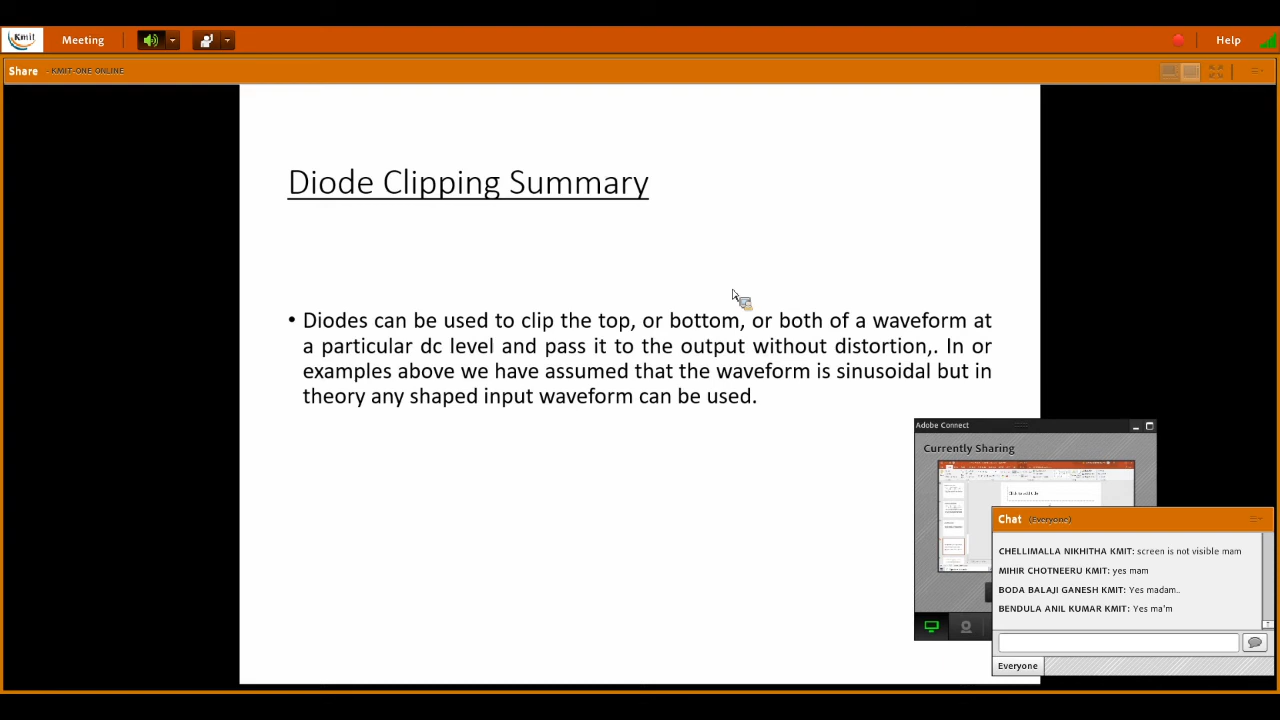 Kmit
Meeting
Help
Share - KMIT-ONE ONLINE
Diode Clipping Summary
• Diodes can be used to clip the top, or bottom, or both of a waveform at
a particular dc level and pass it to the output without distortion,. In or
examples above we have assumed that the waveform is sinusoidal but in
theory any shaped input waveform can be used.
Adobe Connect
Currently Sharing
Chat (Everyone)
CHELLIMALLA NIKHITHA KMIT: screen is not visible mam
MIHIR CHOTNEERU KMIT: yes mam
BODA BALAJI GANESH KMIT: Yes madam..
BENDULA ANIL KUMAR KMIT: Yes ma'm
Everyone